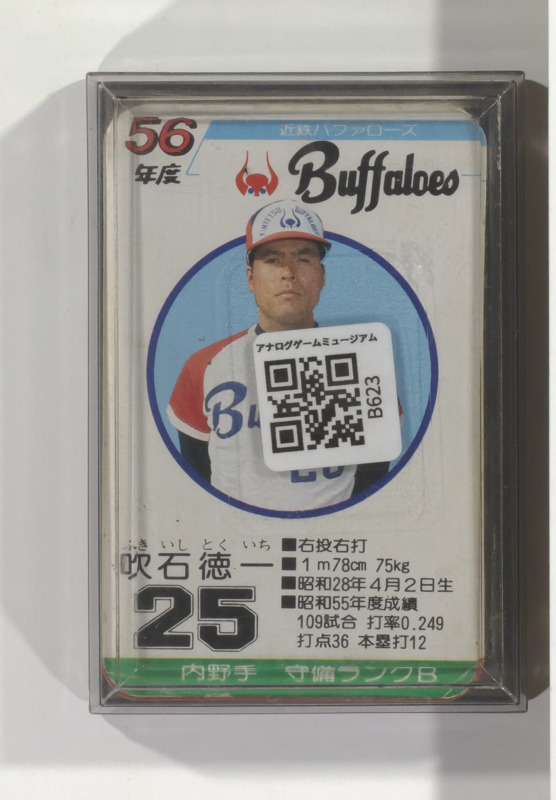 56
年度
近鉄バファローズ
Buffaloes
KINTETSU BUFFALOES
アナログゲームミュージアム
B623
Bu
26
ふき いし とく いち
吹石徳一
25
■右投右打
■1m78cm 75kg
■昭和28年4月2日生
■昭和55年度成績
109試合 打率0.249
打点36 本塁打12
内野手 守備ランクB